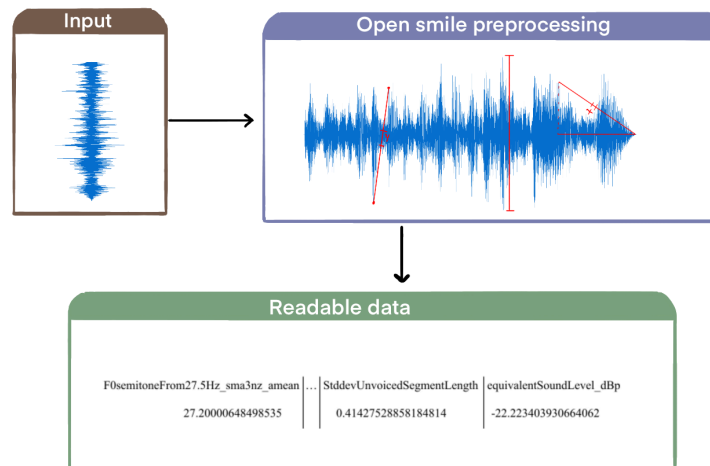 Input
Open smile preprocessing
Readable data
F0semitoneFrom27.5Hz_sma3nz_amean | ... | StddevUnvoicedSegmentLength | equivalentSoundLevel_dBp
27.20000648498535 0.41427528858184814 -22.223403930664062